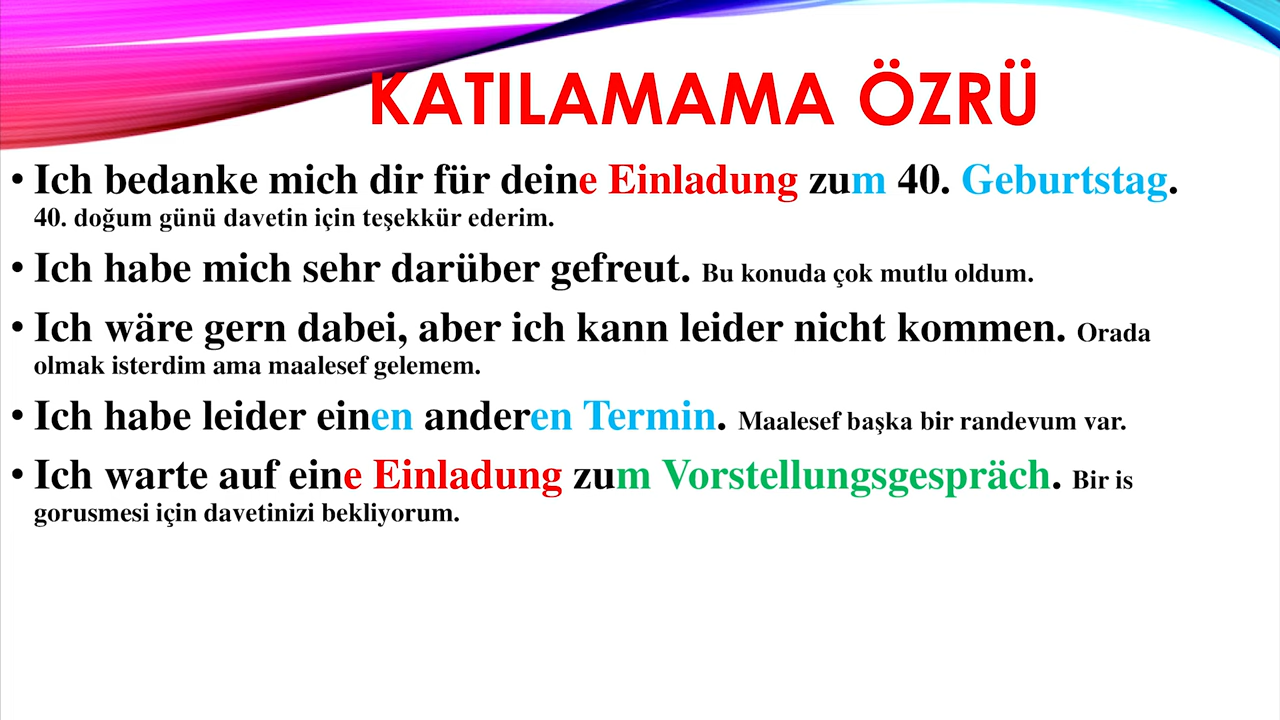 KATILAMAMA ÖZRÜ
• Ich bedanke mich dir für deine Einladung zum 40. Geburtstag.
40. doğum günü davetin için teşekkür ederim.
• Ich habe mich sehr darüber gefreut. Bu konuda çok mutlu oldum.
• Ich wäre gern dabei, aber ich kann leider nicht kommen. Orada
olmak isterdim ama maalesef gelemem.
• Ich habe leider einen anderen Termin. Maalesef başka bir randevum var.
• Ich warte auf eine Einladung zum Vorstellungsgespräch. Bir is
gorusmesi için davetinizi bekliyorum.